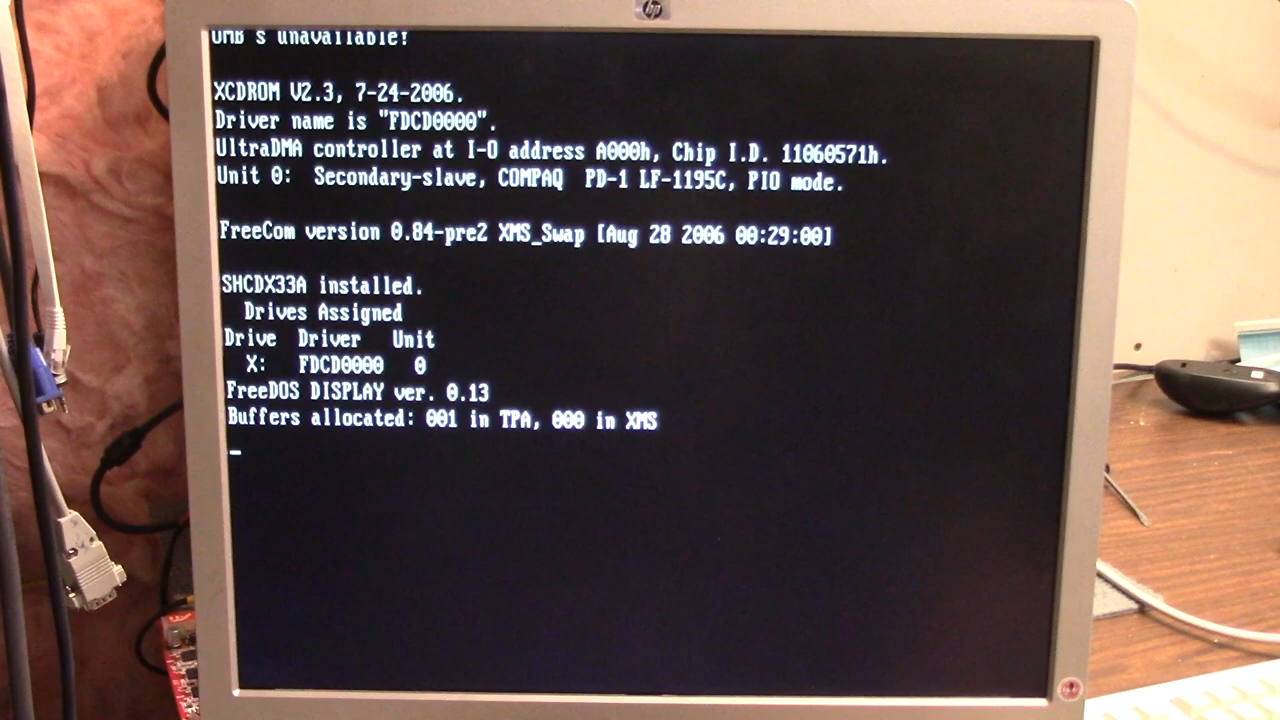 hp
UMB's unavailable!
XCDROM V2.3, 7-24-2006.
Driver name is "FDCD0000".
UltraDMA controller at I-O address A000h, Chip I.D. 11060571h.
Unit 0: Secondary-slave, COMPAQ PD-1 LF-1195C, PIO mode.
FreeCom version 0.84-pre2 XMS_Swap [Aug 28 2006 00:29:00]
SHCDX33A installed.
Drives Assigned
Drive Driver Unit
X: FDCD0000 0
FreeDOS DISPLAY ver. 0.13
Buffers allocated: 001 in TPA, 000 in XMS